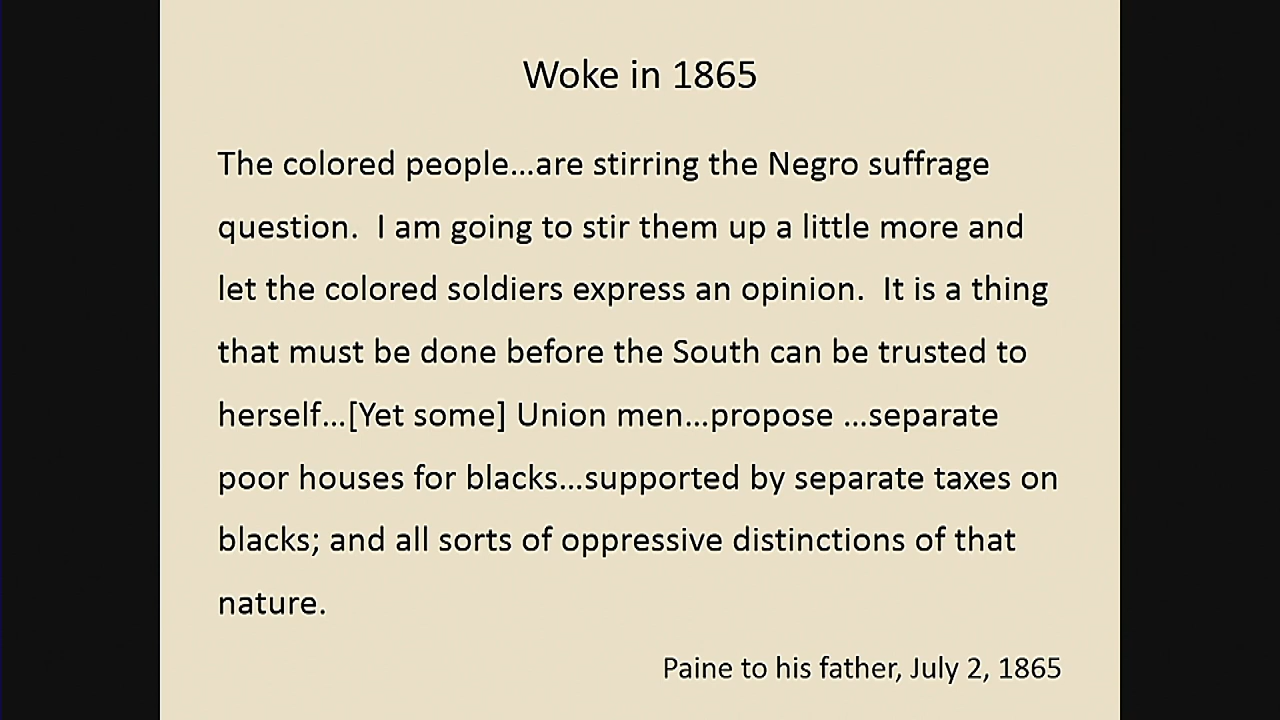 Woke in 1865
The colored people...are stirring the Negro suffrage
question.  I am going to stir them up a little more and
let the colored soldiers express an opinion.  It is a thing
that must be done before the South can be trusted to
herself...[Yet some] Union men...propose ...separate
poor houses for blacks...supported by separate taxes on
blacks; and all sorts of oppressive distinctions of that
nature.
Paine to his father, July 2, 1865